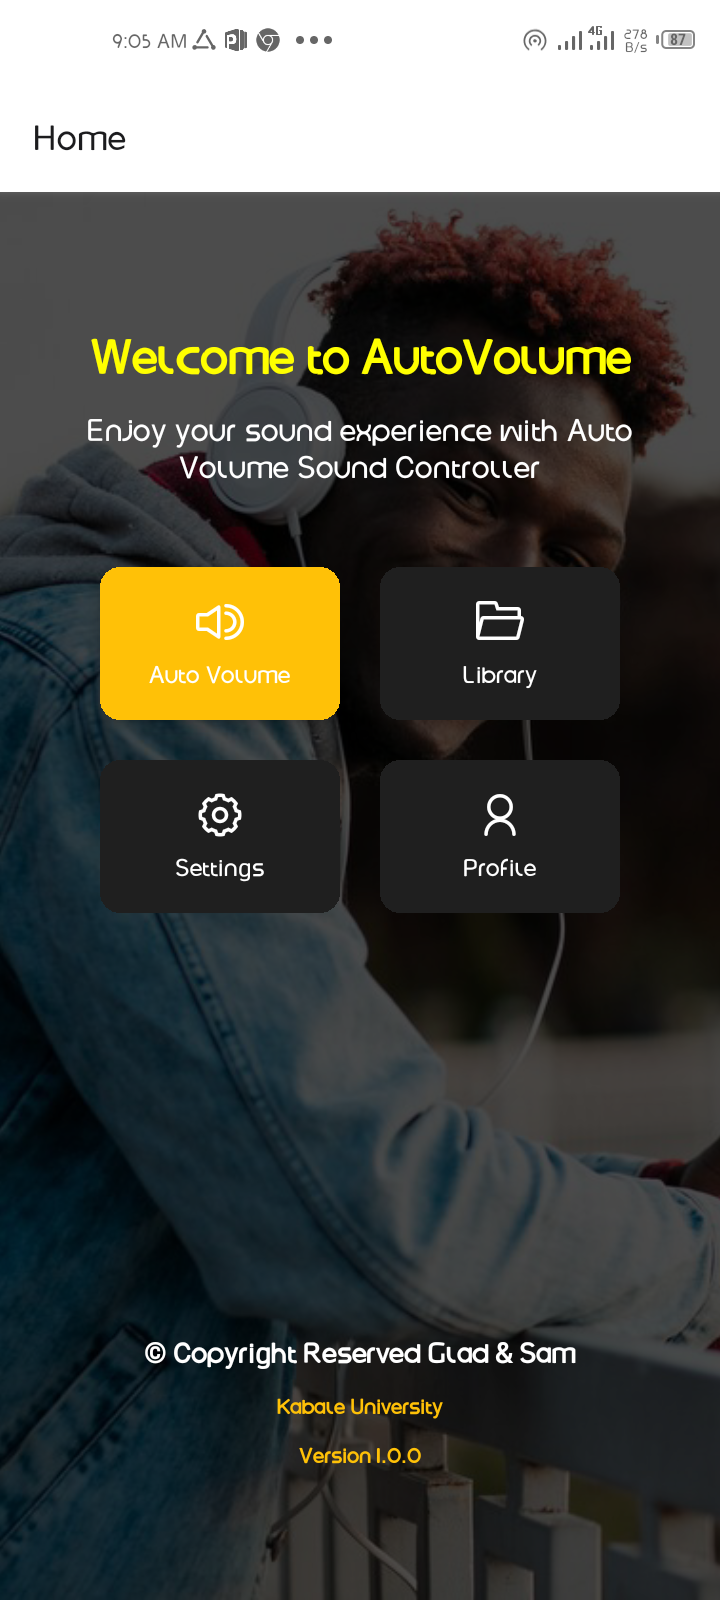 9:05 AM 4G 278 B/s 87
Home
Welcome to AutoVolume
Enjoy your sound experience with Auto
Volume Sound Controller
Auto Volume Library
Settings Profile
© Copyright Reserved Glad & Sam
Kabale University
Version 1.0.0